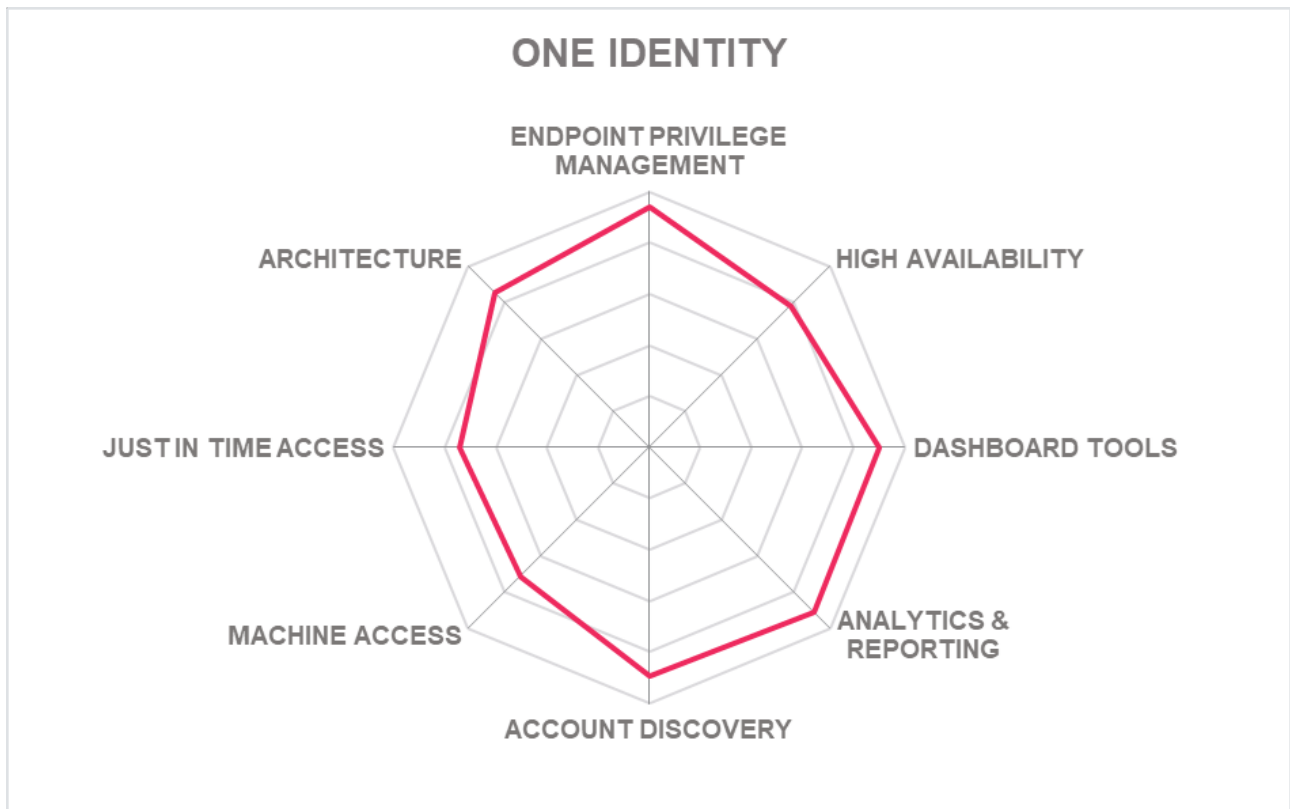 ONE IDENTITY
ENDPOINT PRIVILEGE
MANAGEMENT
ARCHITECTURE
HIGH AVAILABILITY
JUST IN TIME ACCESS
DASHBOARD TOOLS
MACHINE ACCESS
ANALYTICS &
REPORTING
ACCOUNT DISCOVERY